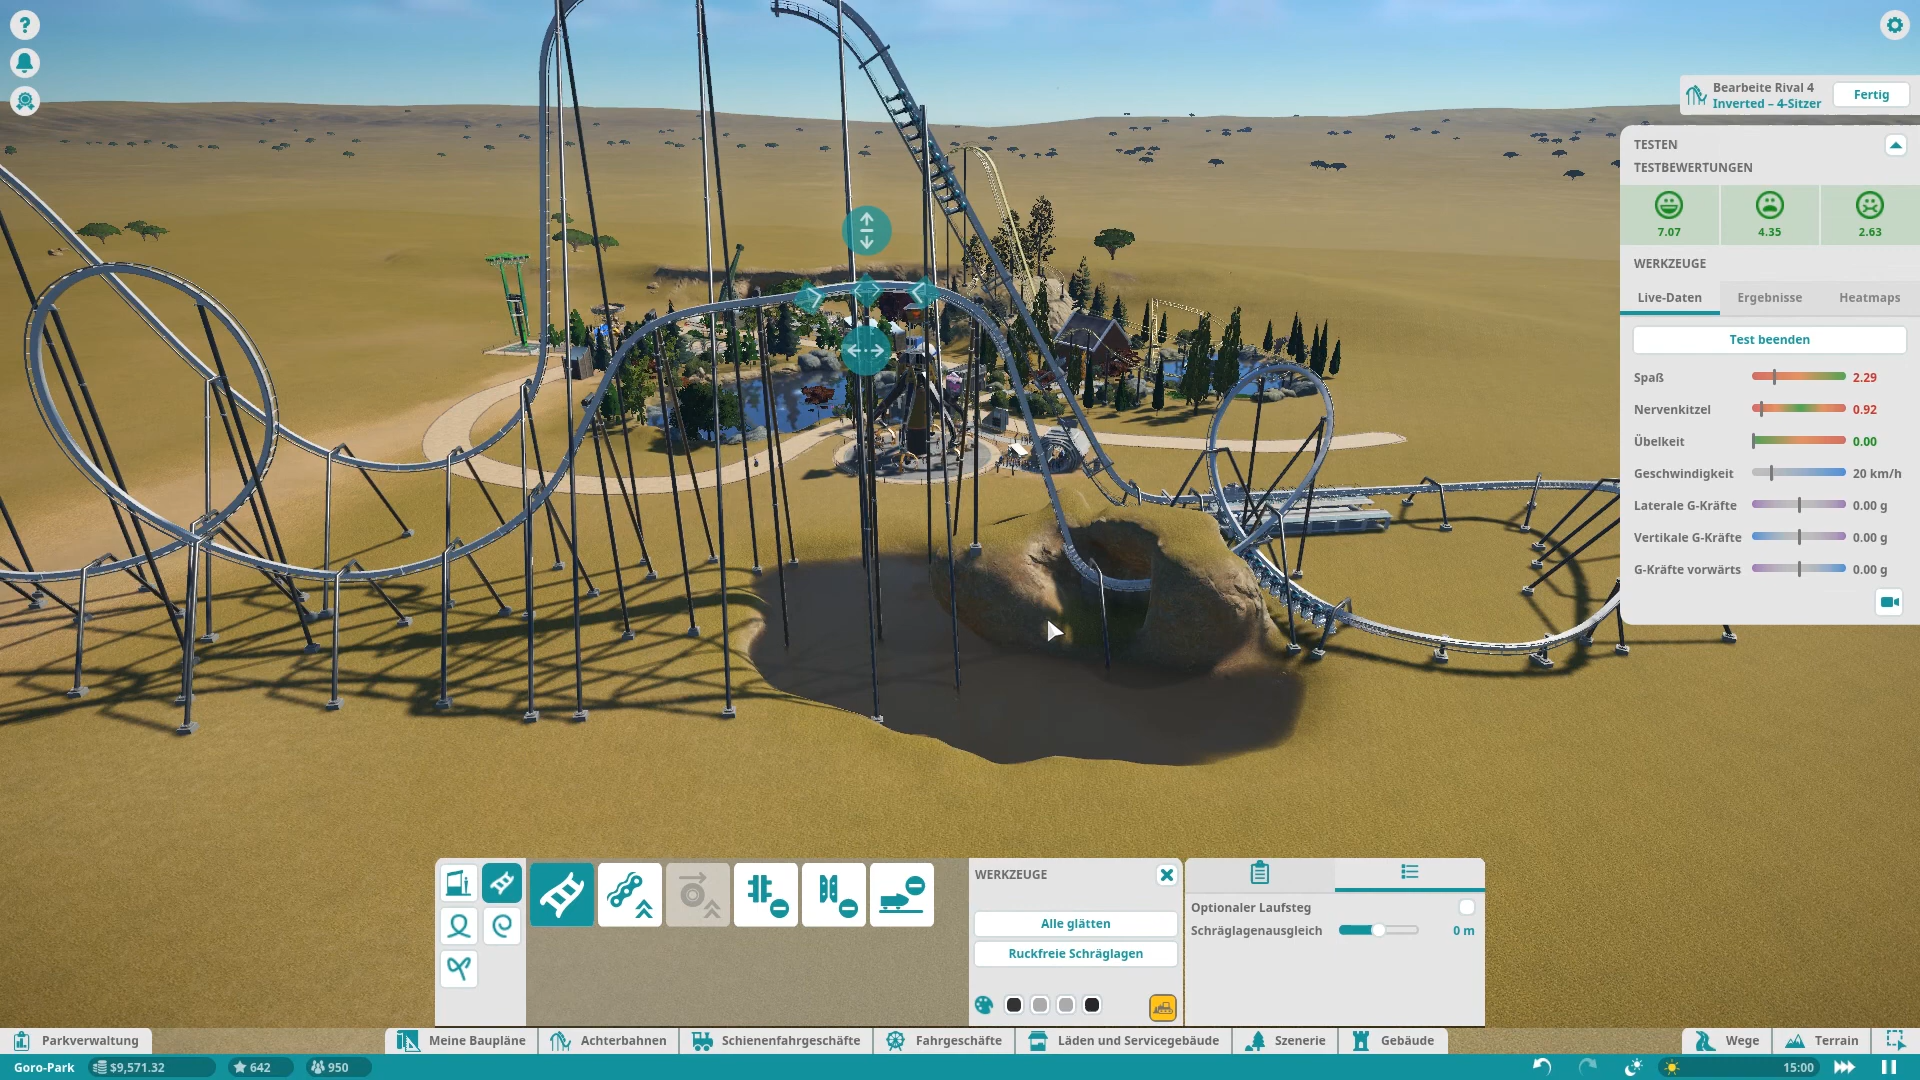 ?
Bearbeite Rival 4
Inverted – 4-Sitzer
Fertig
TESTEN
TESTBEWERTUNGEN
7.07 4.35 2.63
WERKZEUGE
Live-Daten Ergebnisse Heatmaps
Test beenden
Spaß 2.29
Nervenkitzel 0.92
Übelkeit 0.00
Geschwindigkeit 20 km/h
Laterale G-Kräfte 0.00 g
Vertikale G-Kräfte 0.00 g
G-Kräfte vorwärts 0.00 g
WERKZEUGE
Alle glätten
Ruckfreie Schräglagen
Optionaler Laufsteg
Schräglagenausgleich 0 m
Parkverwaltung Meine Baupläne Achterbahnen Schienenfahrgeschäfte Fahrgeschäfte Läden und Servicegebäude Szenerie Gebäude Wege Terrain
Goro-Park $9,571.32 642 950 15:00